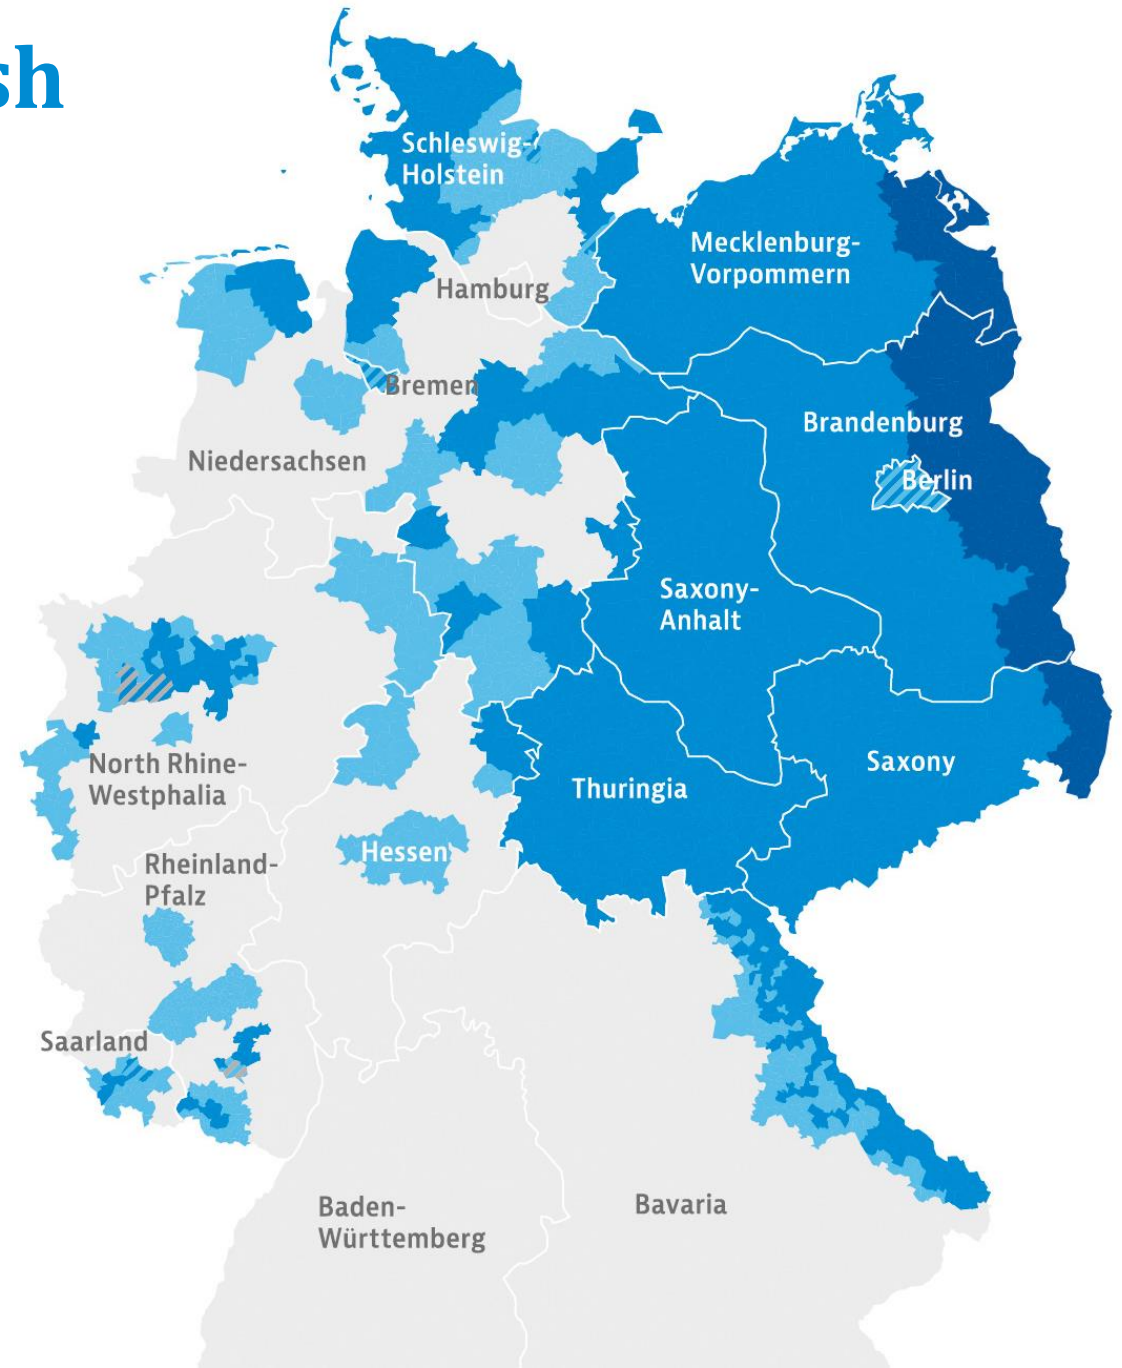 sh
Schleswig-
Holstein
Mecklenburg-
Vorpommern
Hamburg
Bremen
Brandenburg
Niedersachsen
Berlin
Saxony-
Anhalt
North Rhine-
Westphalia
Saxony
Thuringia
Hessen
Rheinland-
Pfalz
Saarland
Baden-
Württemberg
Bavaria